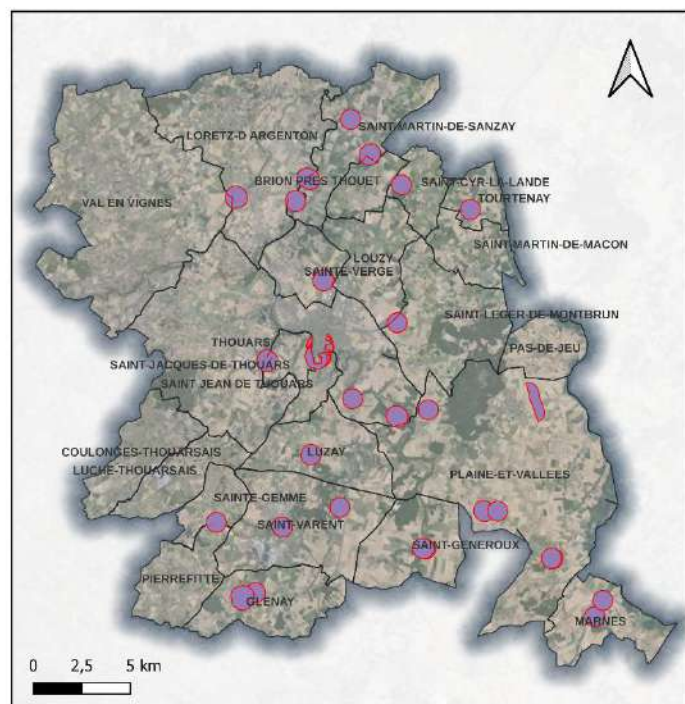 SAINT-MARTIN-DE-SANZAY
LORETZ-D ARGENTON
BRION PRES THOUET
SAINT-CYR-LA-LANDE
TOURTENAY
VAL EN VIGNES
SAINT-MARTIN-DE-MACON
LOUZY
SAINTE-VERGE
SAINT-LEGER-DE-MONTBRUN
THOUARS
PAS-DE-JEU
SAINT-JACQUES-DE-THOUARS
SAINT JEAN DE THOUARS
COULONGES-THOUARSAIS
LUZAY
LUCHE-THOUARSAIS
PLAINE-ET-VALLEES
SAINTE-GEMME
SAINT-VARENT
SAINT-GENEROUX
PIERREFITTE
GLENAY
MARNES
0 2,5 5 km